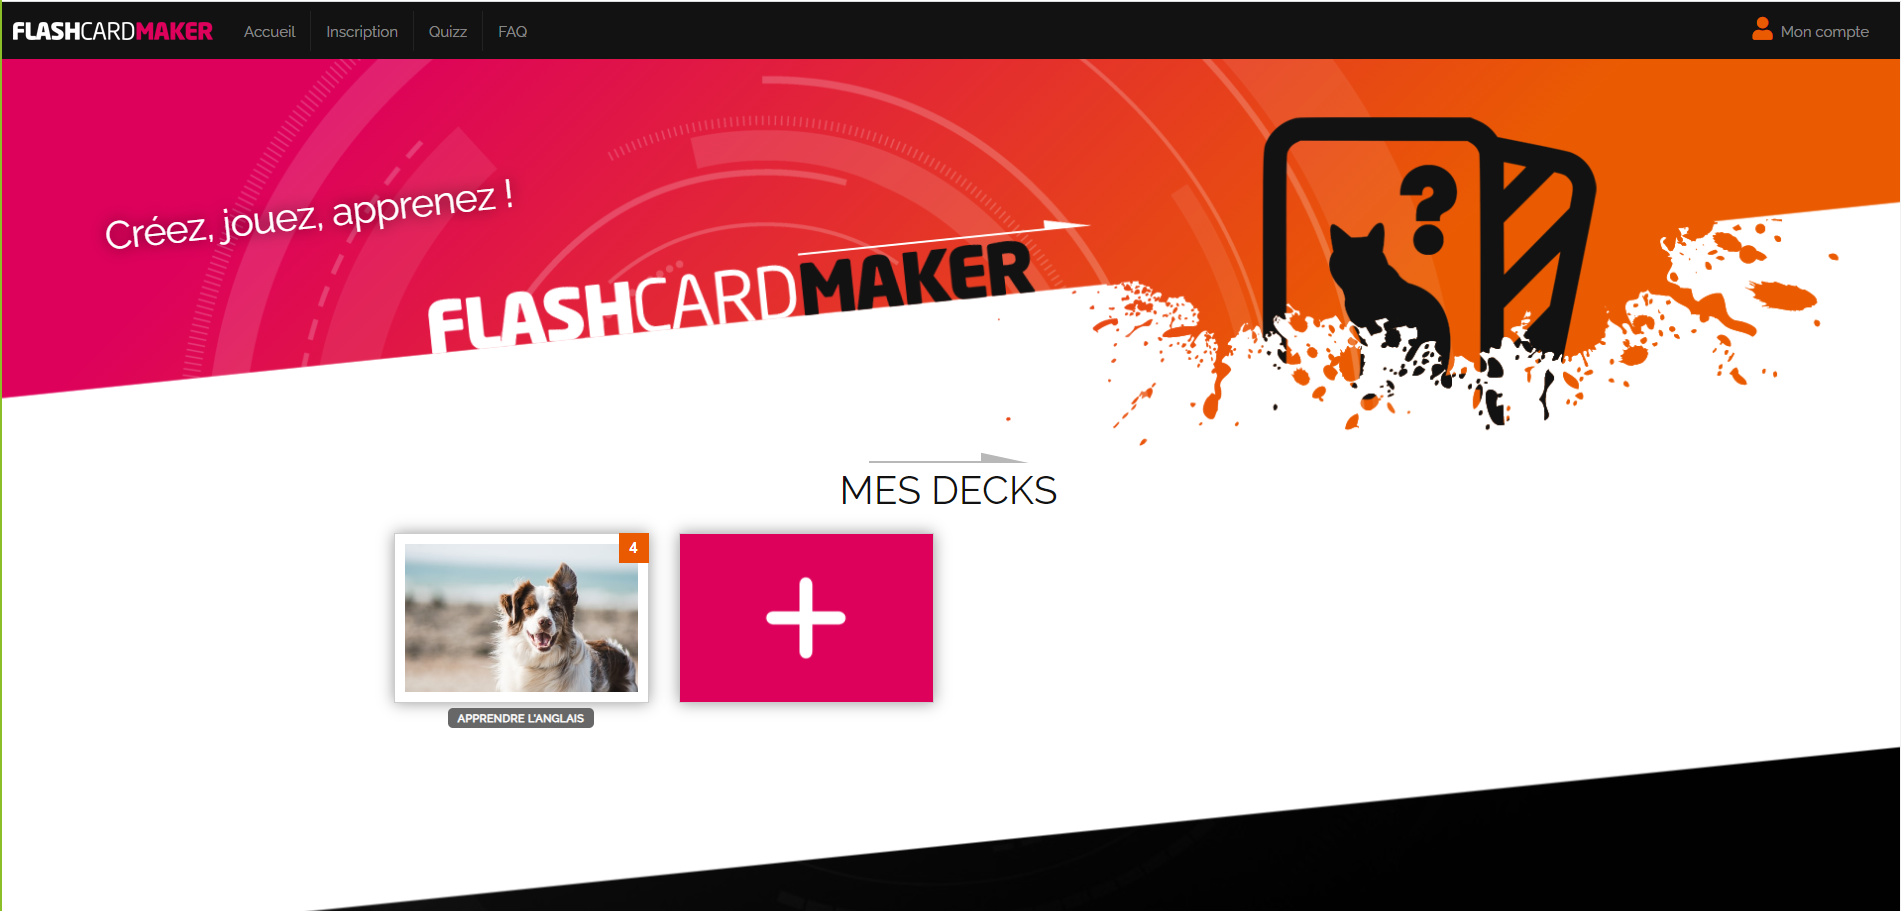 FLASHCARDMAKER
Accueil
Inscription
Quizz
FAQ
Mon compte
Créez, jouez, apprenez !
FLASHCARDMAKER
?
MES DECKS
4
APPRENDRE L'ANGLAIS